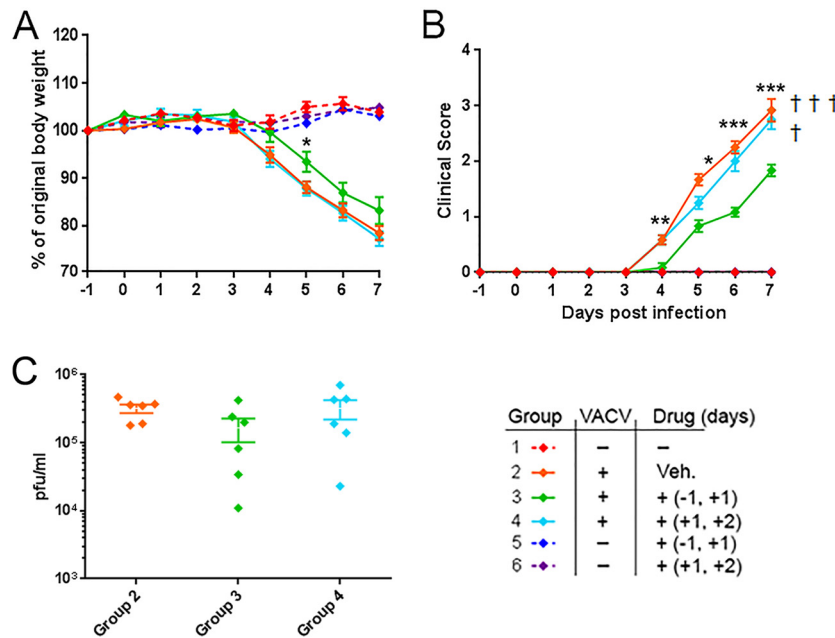 A
% of original body weight
120
110
100
90
80
70
*
-1 0 1 2 3 4 5 6 7
B
Clinical Score
4
3
2
1
0
** * *** ***
† † †
†
-1 0 1 2 3 4 5 6 7
Days post infection
C
pfu/ml
10⁶
10⁵
10⁴
10³
Group 2 Group 3 Group 4
Group VACV Drug (days)
1 − −
2 + Veh.
3 + + (-1, +1)
4 + + (+1, +2)
5 − + (-1, +1)
6 − + (+1, +2)